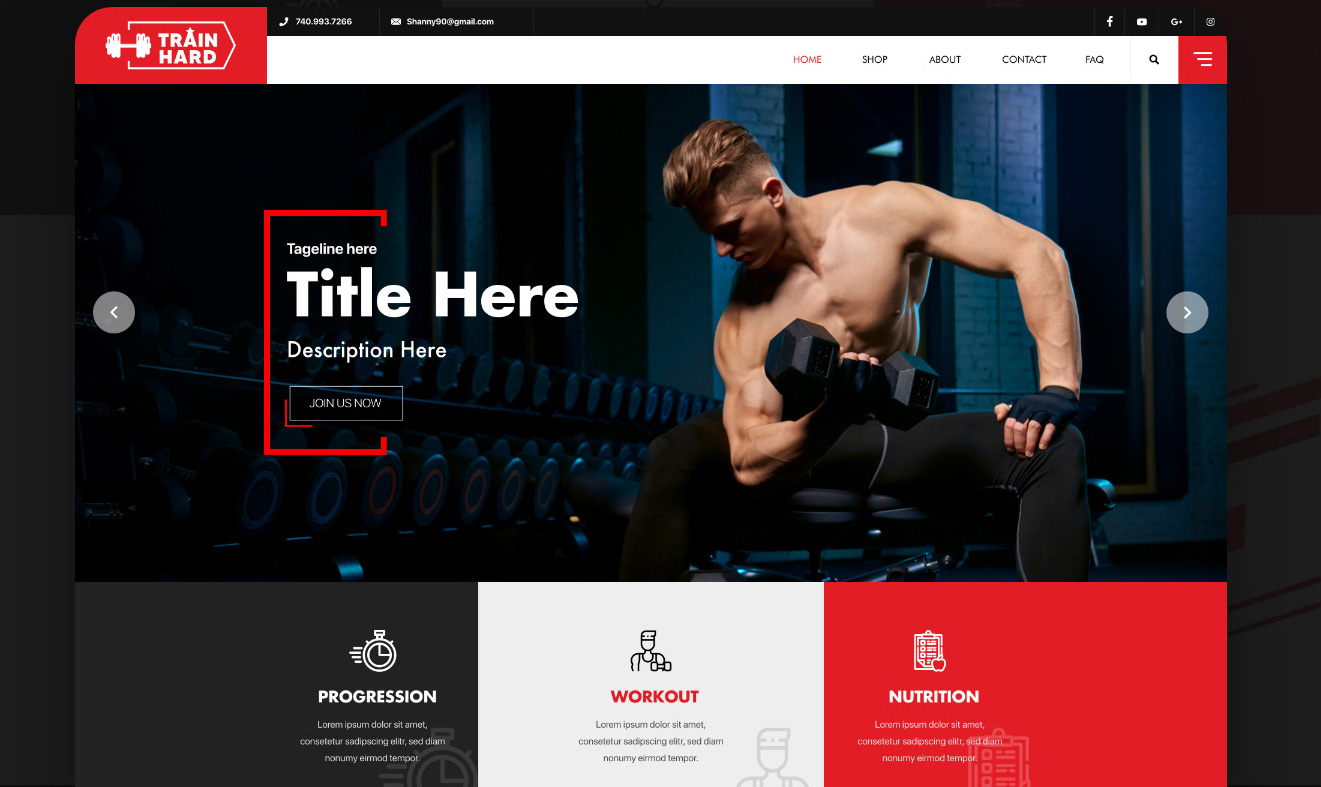 TRAIN
HARD
740.993.7266
Shanny90@gmail.com
HOME
SHOP
ABOUT
CONTACT
FAQ
Tageline here
Title Here
Description Here
JOIN US NOW
PROGRESSION
Lorem ipsum dolor sit amet,
consetetur sadipscing elitr, sed diam
nonumy eirmod tempor.
WORKOUT
Lorem ipsum dolor sit amet,
consetetur sadipscing elitr, sed diam
nonumy eirmod tempor.
NUTRITION
Lorem ipsum dolor sit amet,
consetetur sadipscing elitr, sed diam
nonumy eirmod tempor.